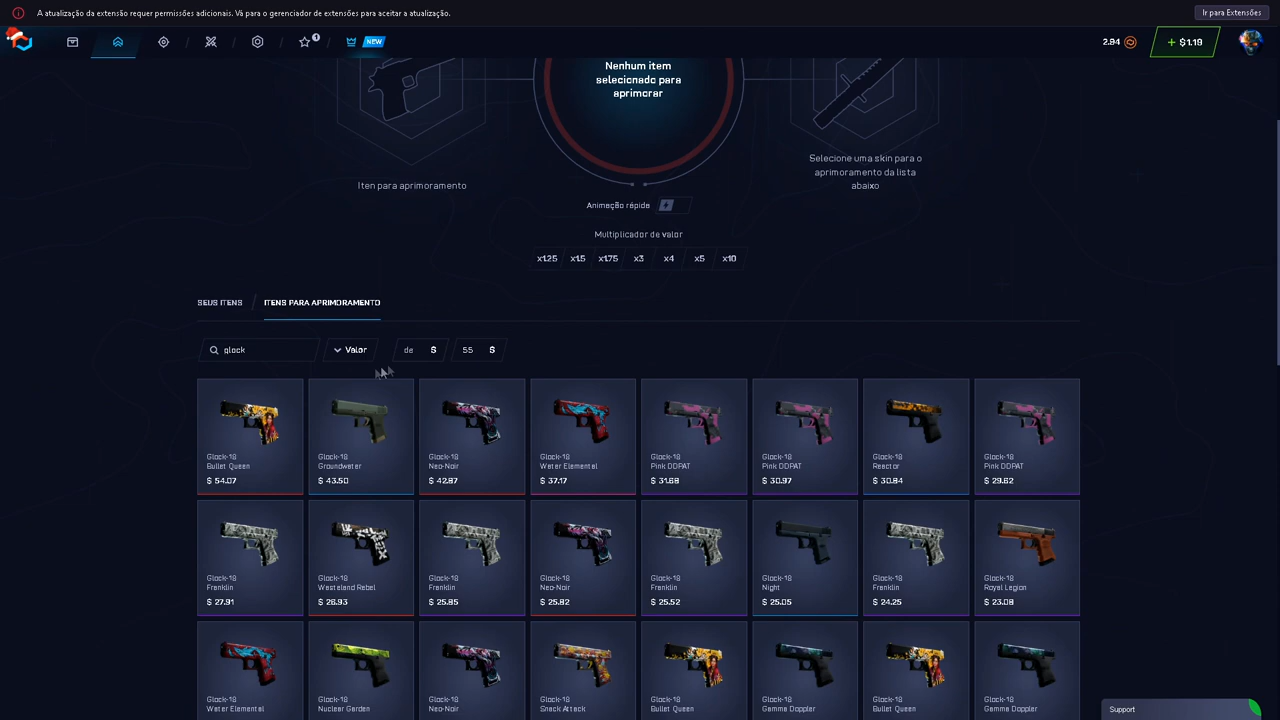 A atualização da extensão requer permissões adicionais. Vá para o gerenciador de extensões para aceitar a atualização.
Ir para Extensões
1
NEW
2.94
+ $1.19
Nenhum item
selecionado para
aprimorar
Iten para aprimoramento
Selecione uma skin para o
aprimoramento da lista
abaixo
Animação rápida
Multiplicador de valor
x1.25 x1.5 x1.75 x3 x4 x5 x10
SEUS ITENS / ITENS PARA APRIMORAMENTO
glock Valor de $ 55 $
Glock-18 Glock-18 Glock-18 Glock-18 Glock-18 Glock-18 Glock-18 Glock-18
Bullet Queen Groundwater Neo-Noir Water Elemental Pink DDPAT Pink DDPAT Reactor Pink DDPAT
$ 54.07 $ 43.50 $ 42.87 $ 37.17 $ 31.68 $ 30.97 $ 30.84 $ 29.62
Glock-18 Glock-18 Glock-18 Glock-18 Glock-18 Glock-18 Glock-18 Glock-18
Franklin Wasteland Rebel Franklin Neo-Noir Franklin Night Franklin Royal Legion
$ 27.91 $ 26.93 $ 25.85 $ 25.82 $ 25.52 $ 25.05 $ 24.25 $ 23.08
Glock-18 Glock-18 Glock-18 Glock-18 Glock-18 Glock-18 Glock-18 Glock-18
Water Elemental Nuclear Garden Neo-Noir Snack Attack Bullet Queen Gamma Doppler Bullet Queen Gamma Doppler
Support